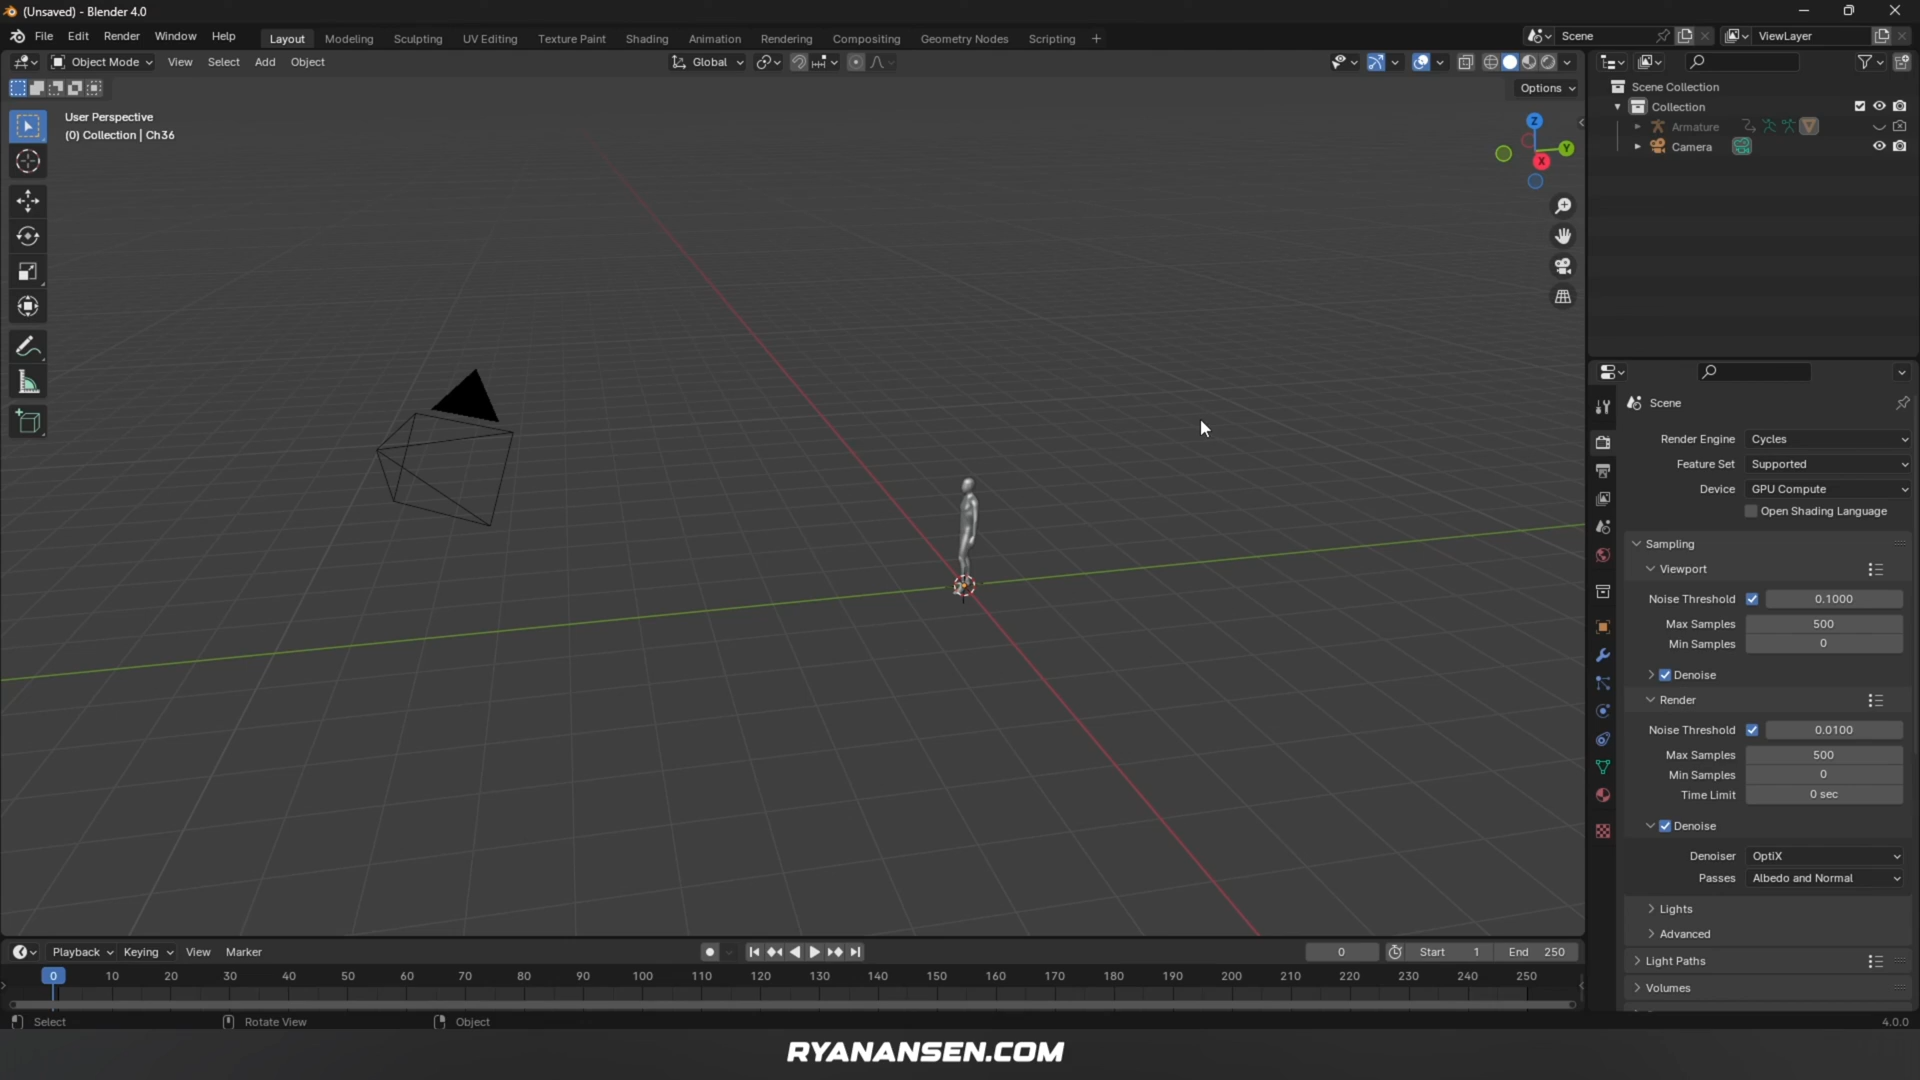 (Unsaved) - Blender 4.0
File Edit Render Window Help Layout Modeling Sculpting UV Editing Texture Paint Shading Animation Rendering Compositing Geometry Nodes Scripting + Scene ViewLayer
Object Mode View Select Add Object Global
Options
User Perspective
(0) Collection | Ch36
Z
Y
X
Scene Collection
Collection
Armature
Camera
Scene
Render Engine Cycles
Feature Set Supported
Device GPU Compute
Open Shading Language
Sampling
Viewport
Noise Threshold 0.1000
Max Samples 500
Min Samples 0
Denoise
Render
Noise Threshold 0.0100
Max Samples 500
Min Samples 0
Time Limit 0 sec
Denoise
Denoiser OptiX
Passes Albedo and Normal
Lights
Advanced
Light Paths
Volumes
Playback Keying View Marker 0 Start 1 End 250
0 10 20 30 40 50 60 70 80 90 100 110 120 130 140 150 160 170 180 190 200 210 220 230 240 250
Select Rotate View Object 4.0.0
RYANANSEN.COM